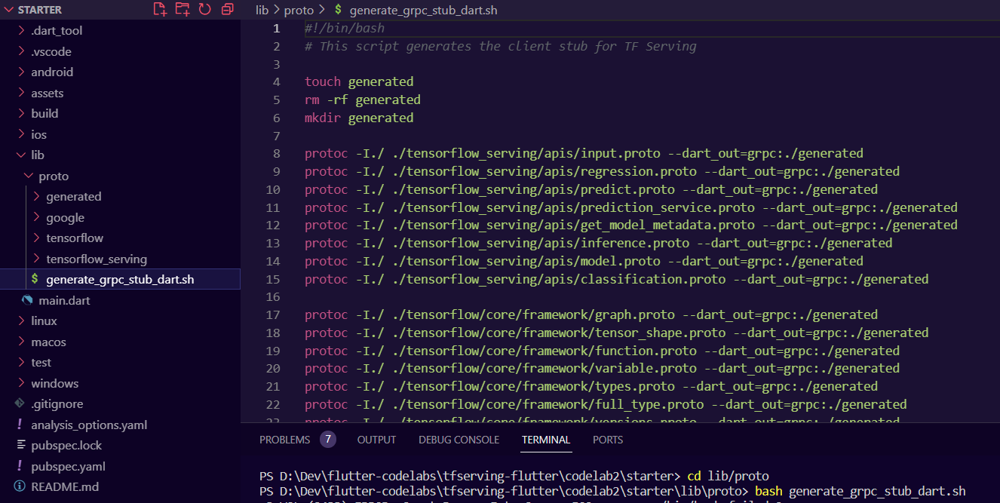 STARTER
.dart_tool
.vscode
android
assets
build
ios
lib
proto
generated
google
tensorflow
tensorflow_serving
$ generate_grpc_stub_dart.sh
main.dart
linux
macos
test
windows
.gitignore
! analysis_options.yaml
pubspec.lock
! pubspec.yaml
README.md
lib > proto > $ generate_grpc_stub_dart.sh
1 #!/bin/bash
2 # This script generates the client stub for TF Serving
3
4 touch generated
5 rm -rf generated
6 mkdir generated
7
8 protoc -I./ ./tensorflow_serving/apis/input.proto --dart_out=grpc:./generated
9 protoc -I./ ./tensorflow_serving/apis/regression.proto --dart_out=grpc:./generated
10 protoc -I./ ./tensorflow_serving/apis/predict.proto --dart_out=grpc:./generated
11 protoc -I./ ./tensorflow_serving/apis/prediction_service.proto --dart_out=grpc:./generated
12 protoc -I./ ./tensorflow_serving/apis/get_model_metadata.proto --dart_out=grpc:./generated
13 protoc -I./ ./tensorflow_serving/apis/inference.proto --dart_out=grpc:./generated
14 protoc -I./ ./tensorflow_serving/apis/model.proto --dart_out=grpc:./generated
15 protoc -I./ ./tensorflow_serving/apis/classification.proto --dart_out=grpc:./generated
16
17 protoc -I./ ./tensorflow/core/framework/graph.proto --dart_out=grpc:./generated
18 protoc -I./ ./tensorflow/core/framework/tensor_shape.proto --dart_out=grpc:./generated
19 protoc -I./ ./tensorflow/core/framework/function.proto --dart_out=grpc:./generated
20 protoc -I./ ./tensorflow/core/framework/variable.proto --dart_out=grpc:./generated
21 protoc -I./ ./tensorflow/core/framework/types.proto --dart_out=grpc:./generated
22 protoc -I./ ./tensorflow/core/framework/full_type.proto --dart_out=grpc:./generated
23 protoc -I./ ./tensorflow/core/framework/versions.proto --dart_out=grpc:./generated
PROBLEMS 7 OUTPUT DEBUG CONSOLE TERMINAL PORTS
PS D:\Dev\flutter-codelabs\tfserving-flutter\codelab2\starter> cd lib/proto
PS D:\Dev\flutter-codelabs\tfserving-flutter\codelab2\starter\lib\proto> bash generate_grpc_stub_dart.sh